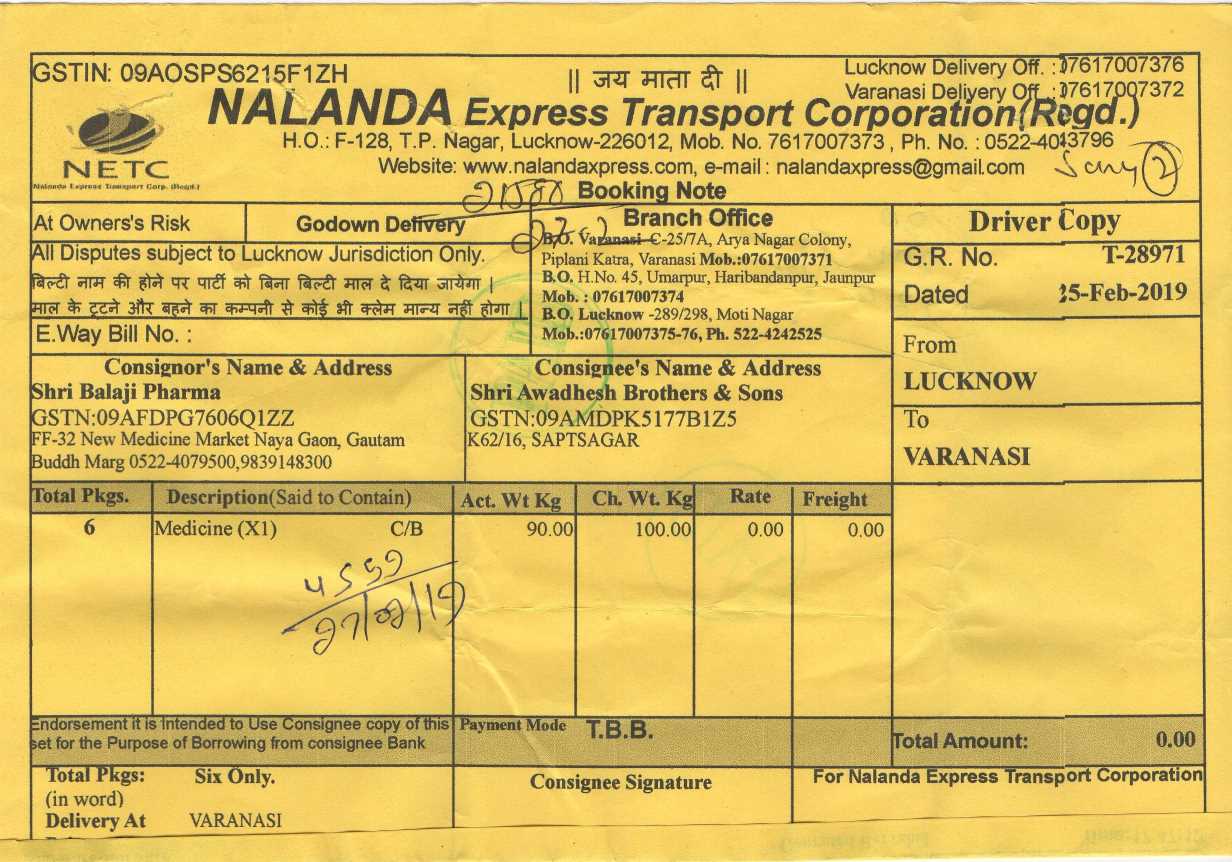 GSTIN: 09AOSPS6215F1ZH
|| जय माता दी ||
Lucknow Delivery Off. :07617007376
Varanasi Delivery Off. :07617007372
NALANDA Express Transport Corporation(Regd.)
NETC
Nalanda Express Transport Corp. (Regd.)
H.O.: F-128, T.P. Nagar, Lucknow-226012, Mob. No. 7617007373 , Ph. No. : 0522-4043796
Website: www.nalandaxpress.com, e-mail : nalandaxpress@gmail.com
2
21580
Booking Note
At Owners's Risk
Godown Delivery
All Disputes subject to Lucknow Jurisdiction Only.
बिल्टी नाम की होने पर पार्टी को बिना बिल्टी माल दे दिया जायेगा |
माल के टूटने और बहने का कम्पनी से कोई भी क्लेम मान्य नहीं होगा |
E.Way Bill No. :
Branch Office
B.O. Varanasi -C-25/7A, Arya Nagar Colony,
Piplani Katra, Varanasi Mob.:07617007371
B.O. H.No. 45, Umarpur, Haribandanpur, Jaunpur
Mob. : 07617007374
B.O. Lucknow -289/298, Moti Nagar
Mob.:07617007375-76, Ph. 522-4242525
Driver Copy
G.R. No. T-28971
Dated 25-Feb-2019
From
LUCKNOW
To
VARANASI
Consignor's Name & Address
Shri Balaji Pharma
GSTN:09AFDPG7606Q1ZZ
FF-32 New Medicine Market Naya Gaon, Gautam
Buddh Marg 0522-4079500,9839148300
Consignee's Name & Address
Shri Awadhesh Brothers & Sons
GSTN:09AMDPK5177B1Z5
K62/16, SAPTSAGAR
Total Pkgs. Description(Said to Contain) Act. Wt Kg Ch. Wt. Kg Rate Freight
6 Medicine (X1) C/B 90.00 100.00 0.00 0.00
4559
27/02/19
Endorsement it is Intended to Use Consignee copy of this
set for the Purpose of Borrowing from consignee Bank
Payment Mode T.B.B.
Total Amount: 0.00
Total Pkgs: Six Only.
(in word)
Delivery At VARANASI
Consignee Signature
For Nalanda Express Transport Corporation